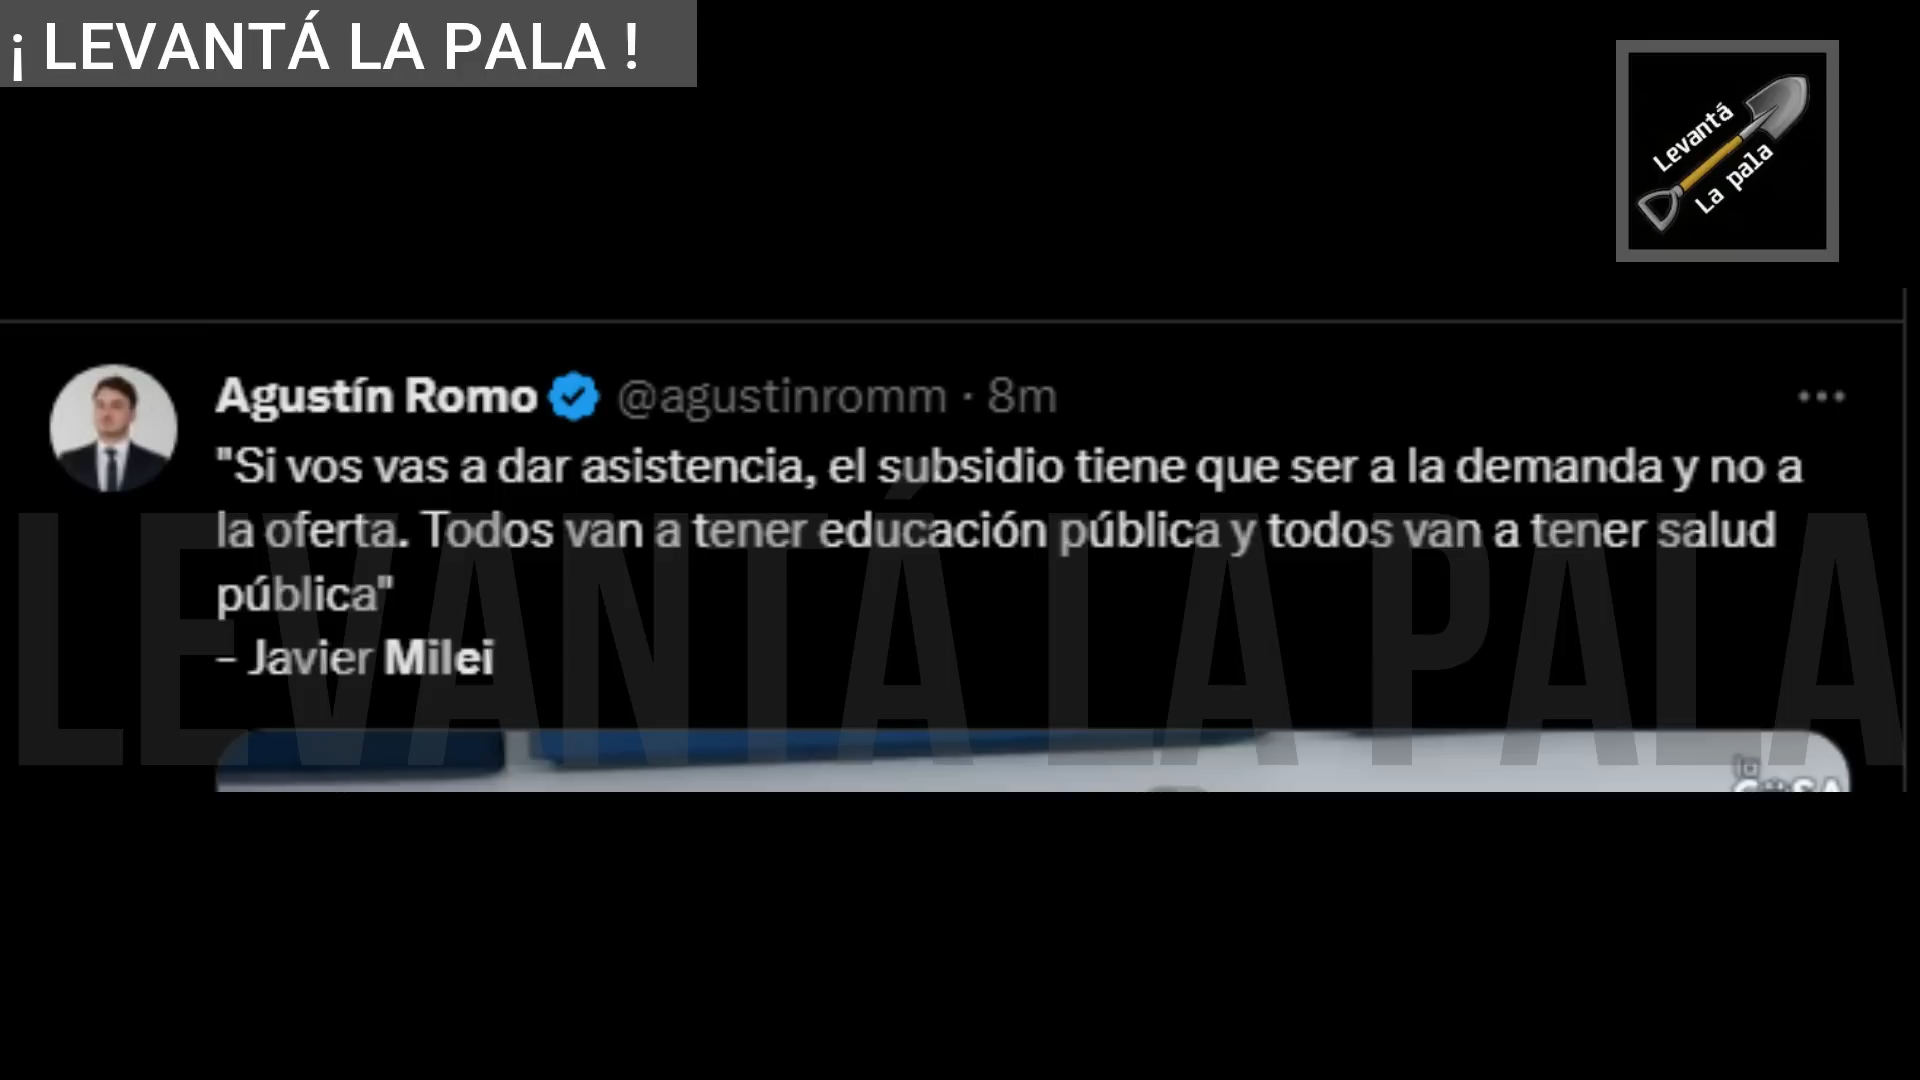 ¡ LEVANTÁ LA PALA !
Levantá
La pala
Agustín Romo @agustinromm · 8m
"Si vos vas a dar asistencia, el subsidio tiene que ser a la demanda y no a
la oferta. Todos van a tener educación pública y todos van a tener salud
pública"
– Javier Milei
LEVANTÁ LA PALA
la